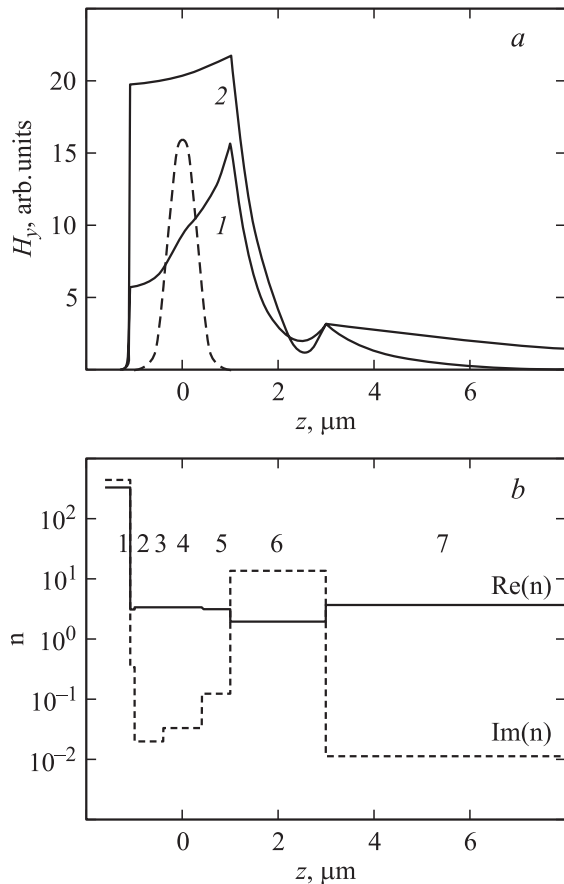 a
20
15
10
5
H_y, arb. units
2
1
0 2 4 6
z, μm
b
10^2
10^1
10^0
10^-1
10^-2
n
1 2 3 4 5 6 7
Re(n)
Im(n)
0 2 4 6
z, μm